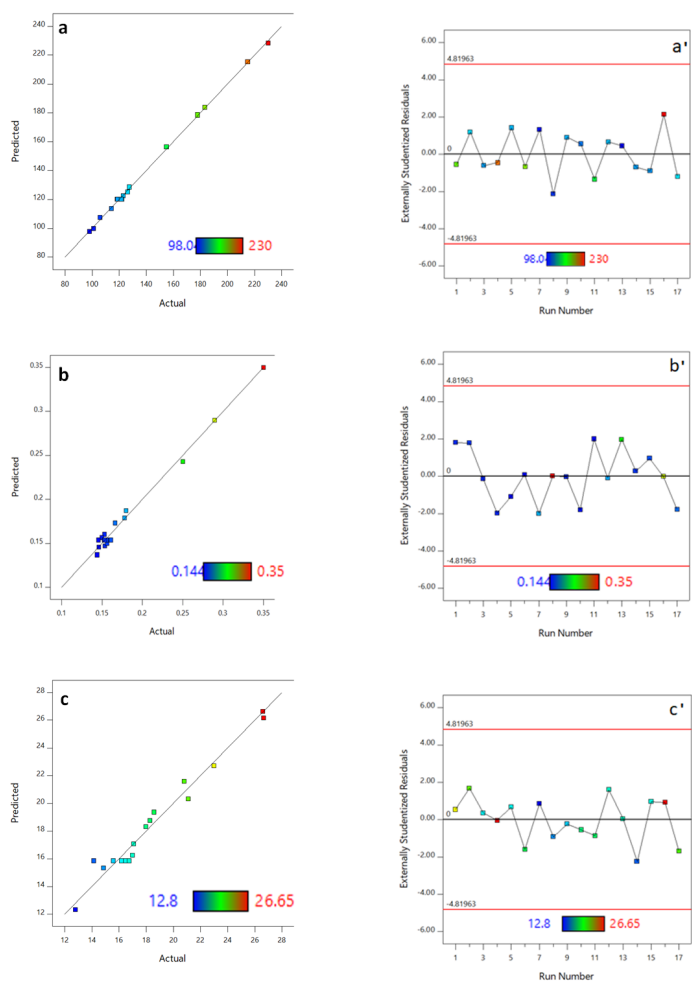 a
240
220
200
180
160
140
120
100
80
Predicted
98.04 230
80 100 120 140 160 180 200 220 240
Actual
a'
6.00
4.81963
4.00
2.00
0
0.00
-2.00
-4.00
-4.81963
-6.00
Externally Studentized Residuals
98.04 230
1 3 5 7 9 11 13 15 17
Run Number
b
0.35
0.3
0.25
0.2
0.15
0.1
Predicted
0.144 0.35
0.1 0.15 0.2 0.25 0.3 0.35
Actual
b'
6.00
4.81963
4.00
2.00
0
0.00
-2.00
-4.00
-4.81963
-6.00
Externally Studentized Residuals
0.144 0.35
1 3 5 7 9 11 13 15 17
Run Number
c
28
26
24
22
20
18
16
14
12
Predicted
12.8 26.65
12 14 16 18 20 22 24 26 28
Actual
c'
6.00
4.81963
4.00
2.00
0
0.00
-2.00
-4.00
-4.81963
-6.00
Externally Studentized Residuals
12.8 26.65
1 3 5 7 9 11 13 15 17
Run Number